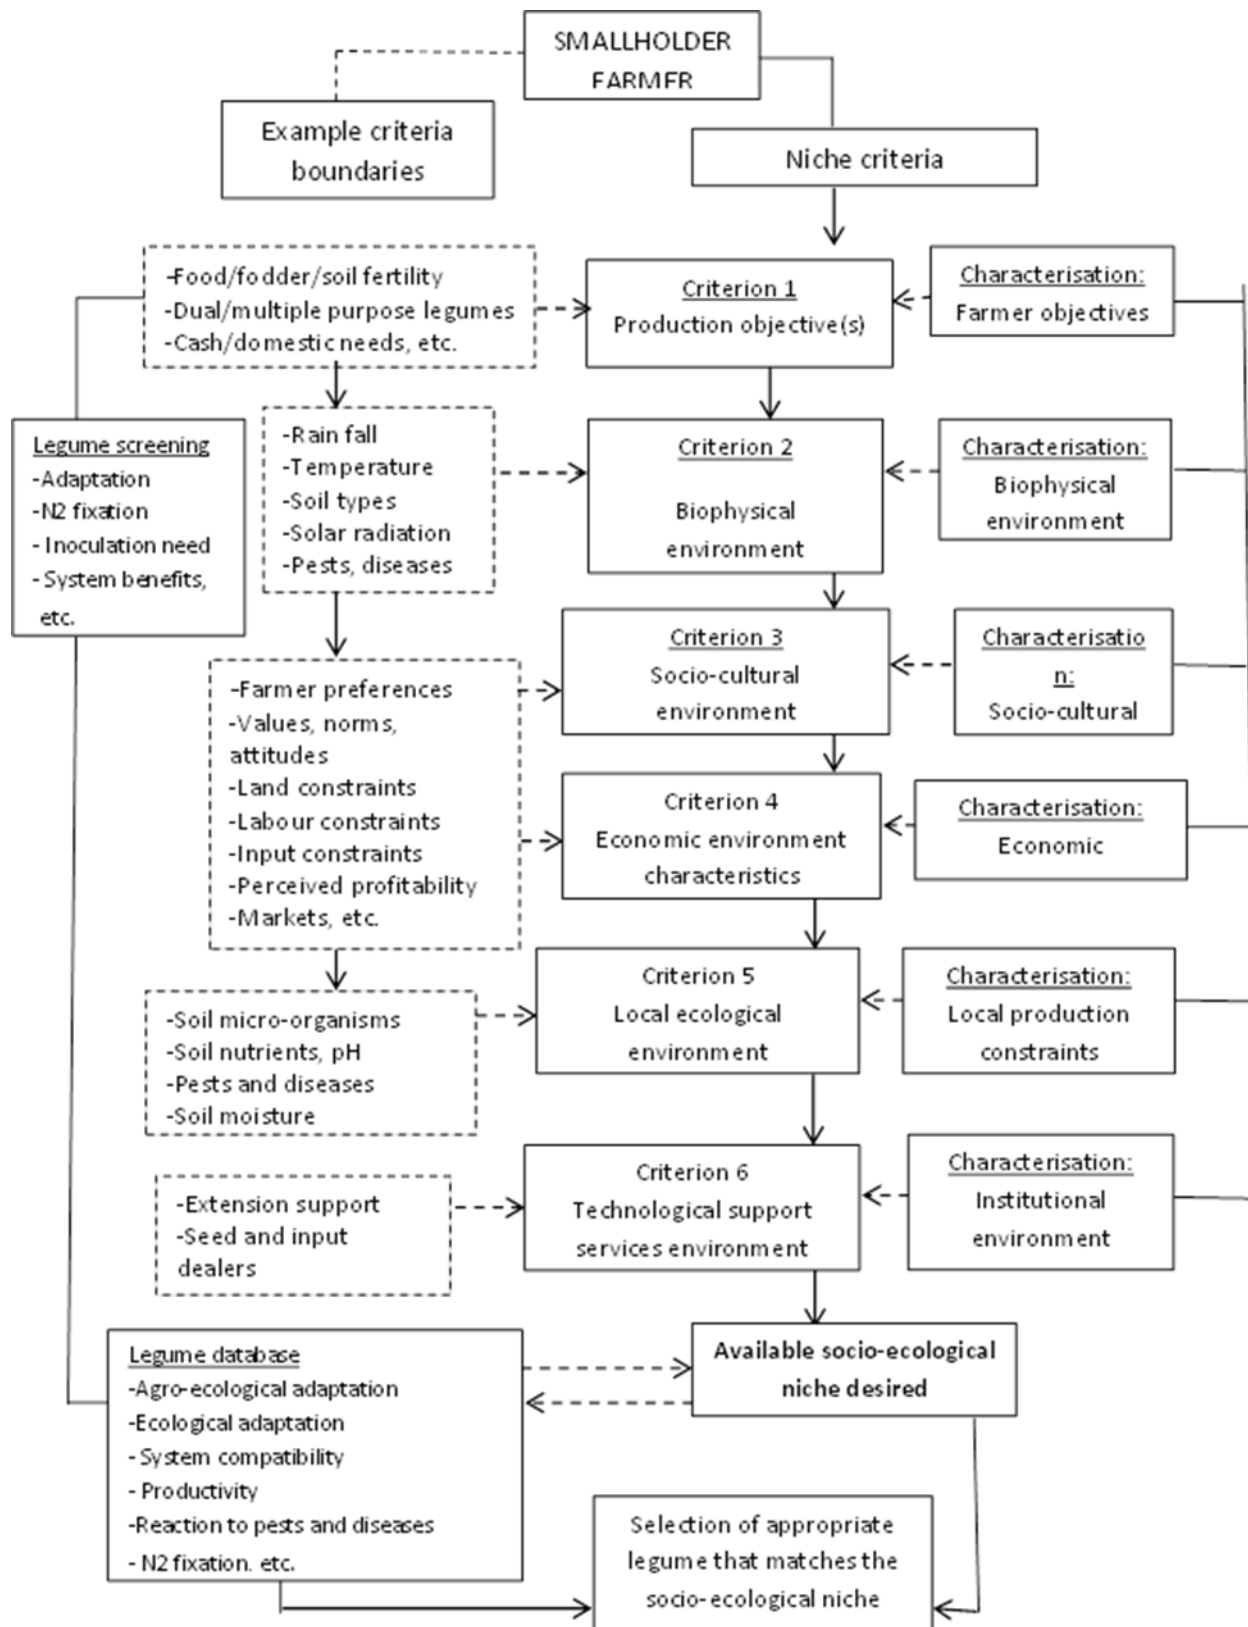 SMALLHOLDER
FARMER
Example criteria
boundaries
Niche criteria
-Food/fodder/soil fertility
-Dual/multiple purpose legumes
-Cash/domestic needs, etc.
Criterion 1
Production objective(s)
Characterisation:
Farmer objectives
Legume screening
-Adaptation
-N2 fixation
- Inoculation need
- System benefits,
etc.
-Rain fall
-Temperature
-Soil types
-Solar radiation
-Pests, diseases
Criterion 2
Biophysical
environment
Characterisation:
Biophysical
environment
-Farmer preferences
-Values, norms,
attitudes
-Land constraints
-Labour constraints
-Input constraints
-Perceived profitability
-Markets, etc.
Criterion 3
Socio-cultural
environment
Characterisatio
n:
Socio-cultural
Criterion 4
Economic environment
characteristics
Characterisation:
Economic
-Soil micro-organisms
-Soil nutrients, pH
-Pests and diseases
-Soil moisture
Criterion 5
Local ecological
environment
Characterisation:
Local production
constraints
-Extension support
-Seed and input
dealers
Criterion 6
Technological support
services environment
Characterisation:
Institutional
environment
Legume database
-Agro-ecological adaptation
-Ecological adaptation
- System compatibility
- Productivity
-Reaction to pests and diseases
- N2 fixation. etc.
Available socio-ecological
niche desired
Selection of appropriate
legume that matches the
socio-ecological niche